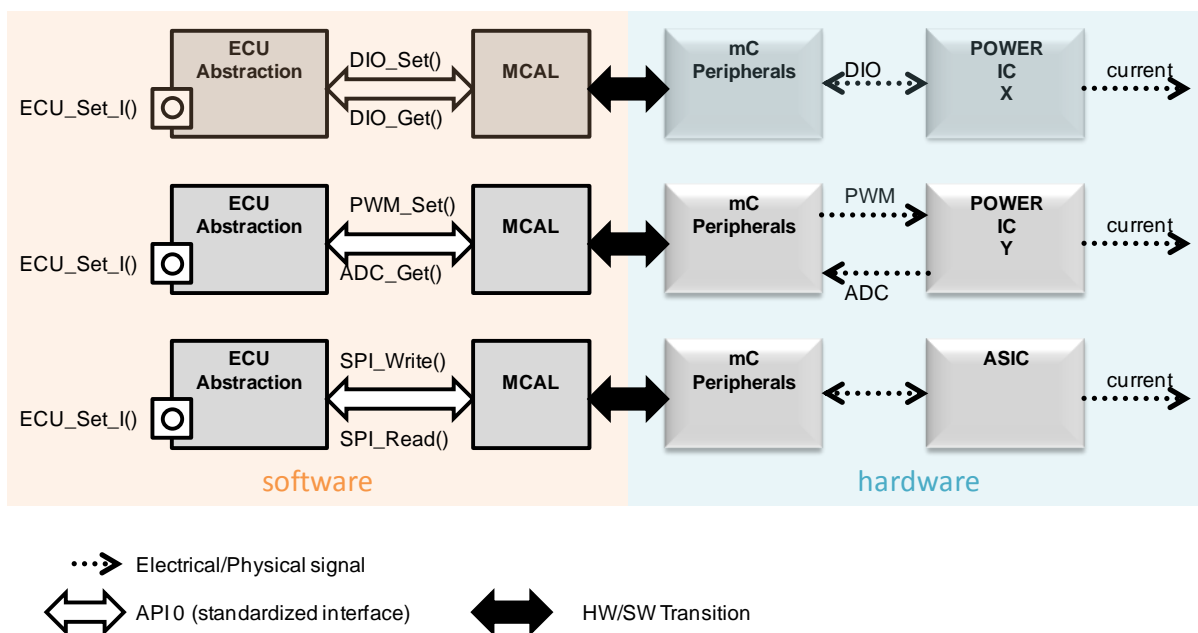 ECU
Abstraction
DIO_Set()
DIO_Get()
MCAL
mC
Peripherals
DIO
POWER
IC
X
current
ECU_Set_I()
ECU
Abstraction
PWM_Set()
ADC_Get()
MCAL
mC
Peripherals
PWM
ADC
POWER
IC
Y
current
ECU_Set_I()
ECU
Abstraction
SPI_Write()
SPI_Read()
MCAL
mC
Peripherals
ASIC
current
ECU_Set_I()
software
hardware
Electrical/Physical signal
API 0 (standardized interface)
HW/SW Transition